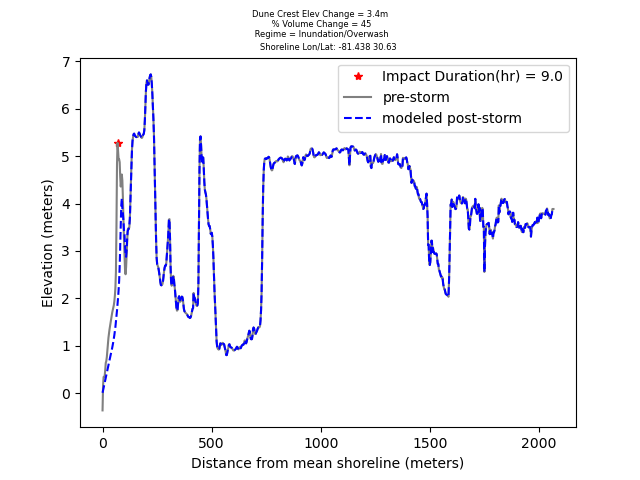 Dune Crest Elev Change = 3.4m
% Volume Change = 45
Regime = Inundation/Overwash
Shoreline Lon/Lat: -81.438 30.63
Impact Duration(hr) = 9.0
pre-storm
modeled post-storm
7
6
5
4
3
2
1
0
Elevation (meters)
0 500 1000 1500 2000
Distance from mean shoreline (meters)